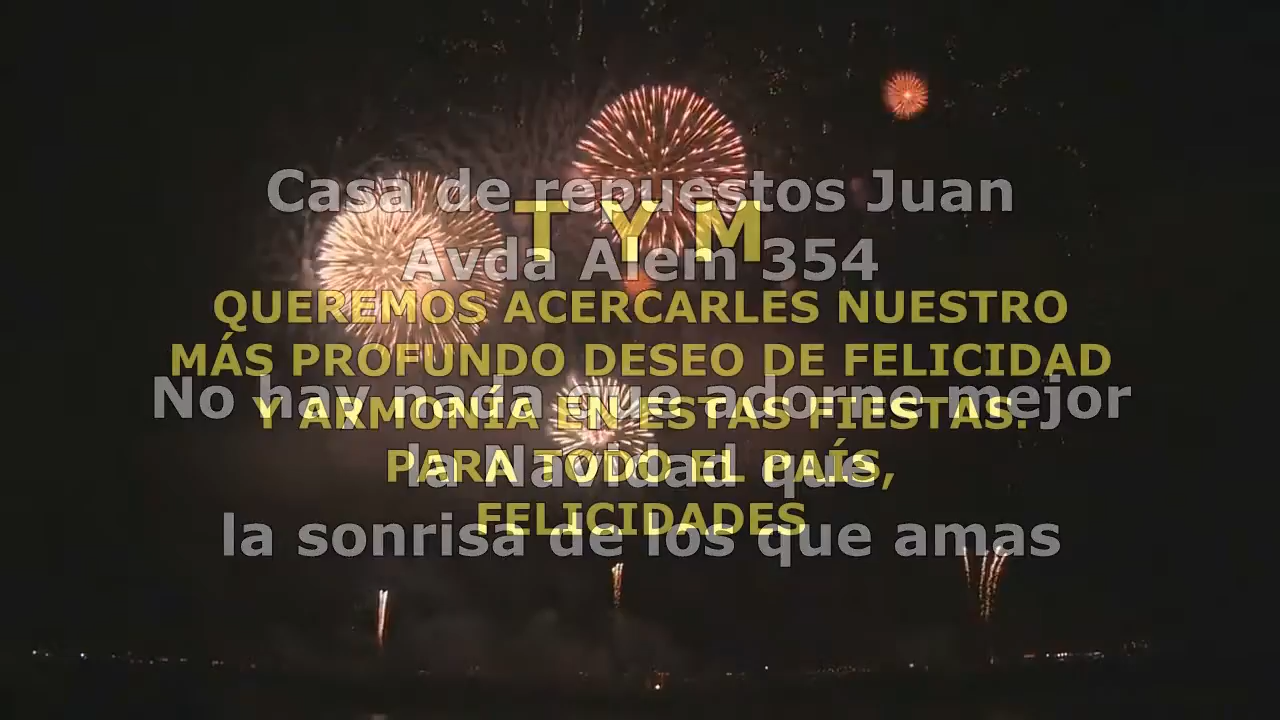 Casa de repuestos Juan
Avda Alem 354
No hay nada que adorne mejor
la Navidad que
la sonrisa de los que amas
T Y M
QUEREMOS ACERCARLES NUESTRO
MÁS PROFUNDO DESEO DE FELICIDAD
Y ARMONÍA EN ESTAS FIESTAS.
PARA TODO EL PAÍS,
FELICIDADES